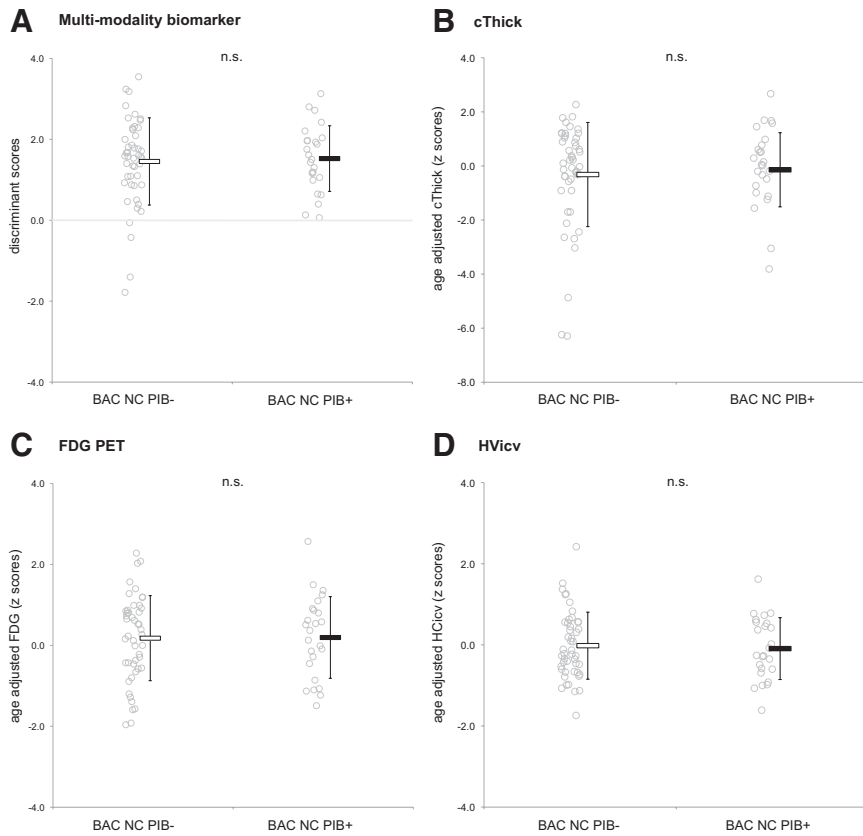 A Multi-modality biomarker
n.s.
4.0
2.0
0.0
-2.0
-4.0
discriminant scores
BAC NC PIB- BAC NC PIB+
B cThick
n.s.
4.0
2.0
0.0
-2.0
-4.0
-6.0
-8.0
age adjusted cThick (z scores)
BAC NC PIB- BAC NC PIB+
C FDG PET
n.s.
4.0
2.0
0.0
-2.0
-4.0
age adjusted FDG (z scores)
BAC NC PIB- BAC NC PIB+
D HVicv
n.s.
4.0
2.0
0.0
-2.0
-4.0
age adjusted HCicv (z scores)
BAC NC PIB- BAC NC PIB+